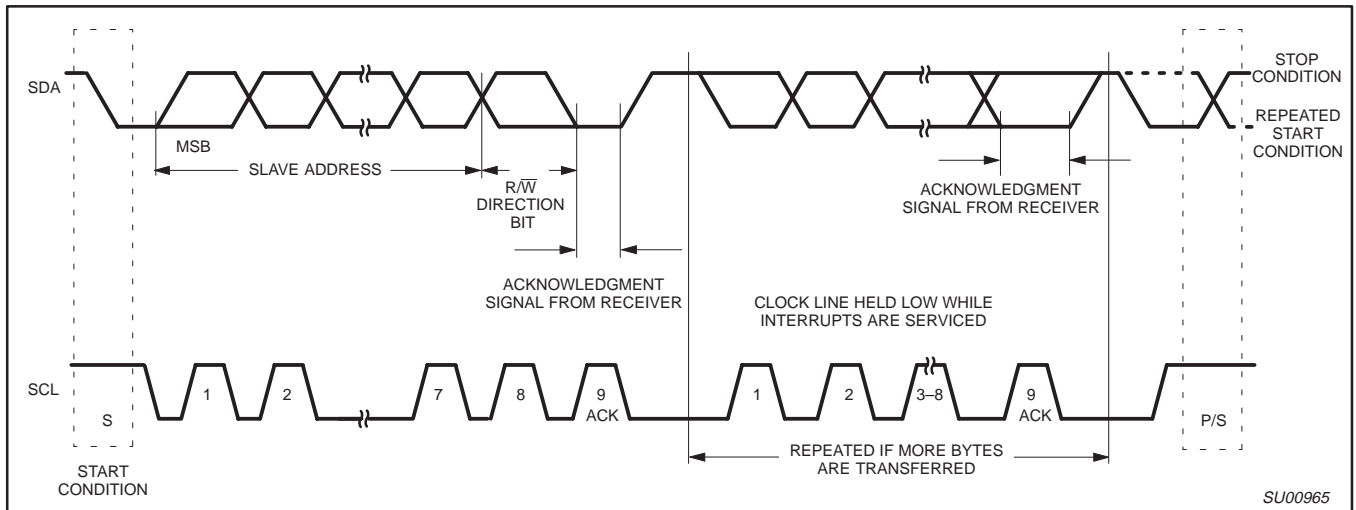 SDA
STOP
CONDITION
REPEATED
START
CONDITION
MSB
SLAVE ADDRESS
R/W̅
DIRECTION
BIT
ACKNOWLEDGMENT
SIGNAL FROM RECEIVER
ACKNOWLEDGMENT
SIGNAL FROM RECEIVER
CLOCK LINE HELD LOW WHILE
INTERRUPTS ARE SERVICED
SCL
S
1
2
7
8
9
ACK
1
2
3–8
9
ACK
P/S
START
CONDITION
REPEATED IF MORE BYTES
ARE TRANSFERRED
SU00965